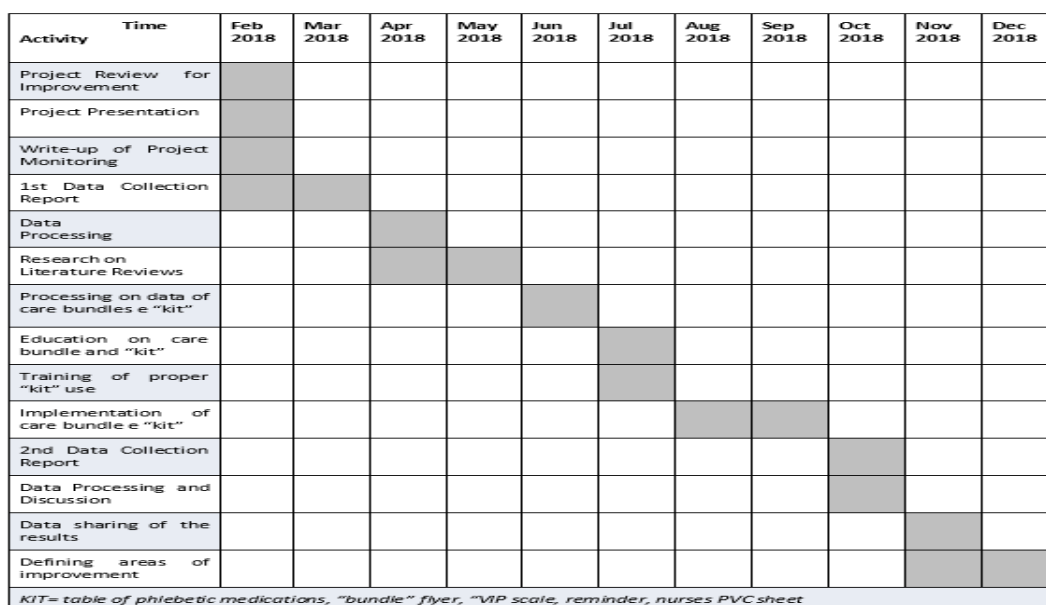 Time
Activity
Feb 2018
Mar 2018
Apr 2018
May 2018
Jun 2018
Jul 2018
Aug 2018
Sep 2018
Oct 2018
Nov 2018
Dec 2018
Project Review for
Improvement
Project Presentation
Write-up of Project
Monitoring
1st Data Collection
Report
Data
Processing
Research on
Literature Reviews
Processing on data of
care bundles e “kit”
Education on care
bundle and “kit”
Training of proper
“kit” use
Implementation of
care bundle e “kit”
2nd Data Collection
Report
Data Processing and
Discussion
Data sharing of the
results
Defining areas of
improvement
KIT= table of phlebetic medications, “bundle” flyer, “VIP scale, reminder, nurses PVC sheet